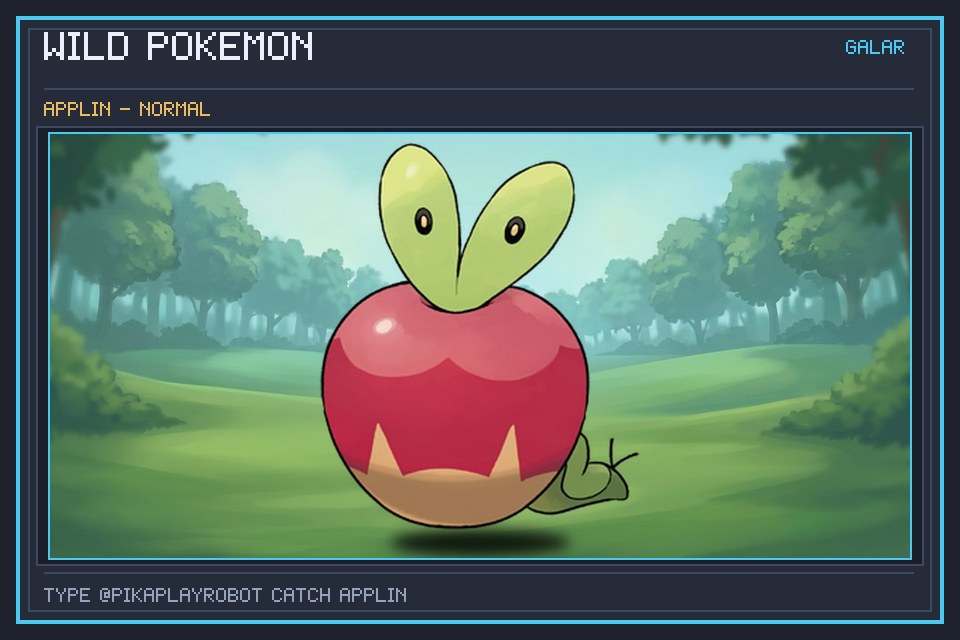 WILD POKEMON
GALAR
APPLIN - NORMAL
TYPE @PIKAPLAYROBOT CATCH APPLIN